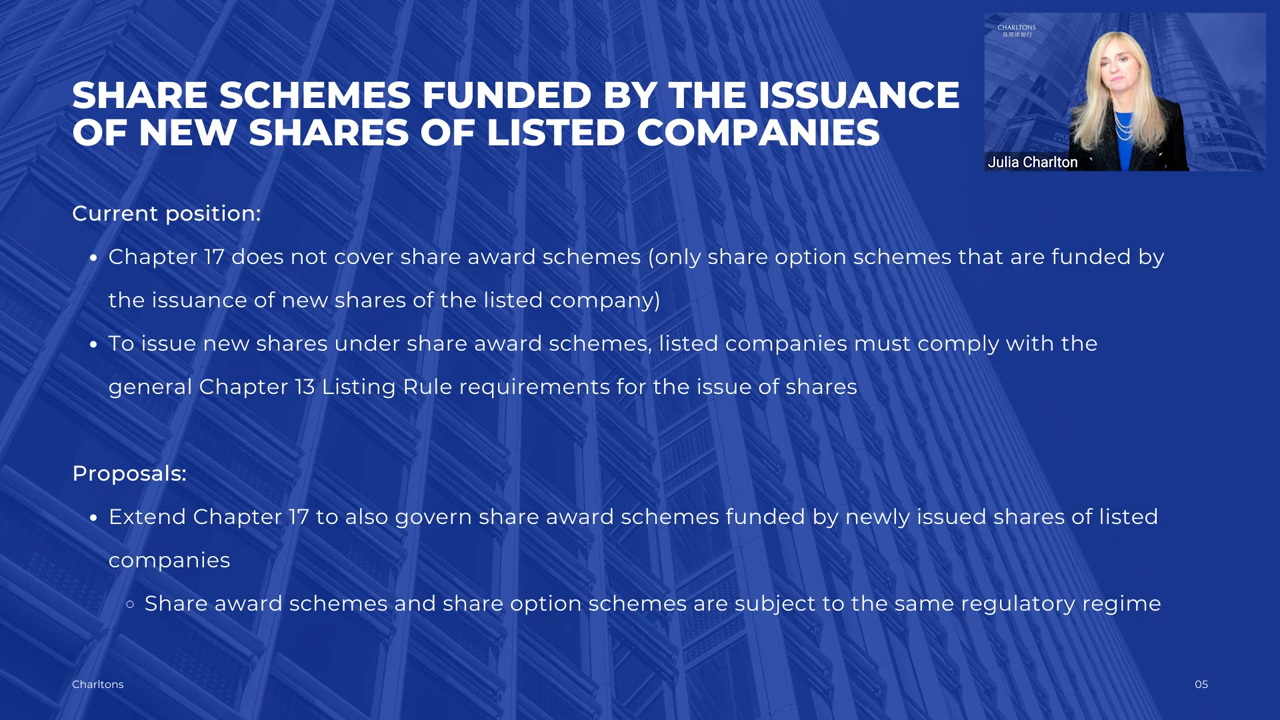 CHARLTONS
SHARE SCHEMES FUNDED BY THE ISSUANCE
OF NEW SHARES OF LISTED COMPANIES
Julia Charlton
Current position:
• Chapter 17 does not cover share award schemes (only share option schemes that are funded by
the issuance of new shares of the listed company)
• To issue new shares under share award schemes, listed companies must comply with the
general Chapter 13 Listing Rule requirements for the issue of shares
Proposals:
• Extend Chapter 17 to also govern share award schemes funded by newly issued shares of listed
companies
○ Share award schemes and share option schemes are subject to the same regulatory regime
Charltons
05